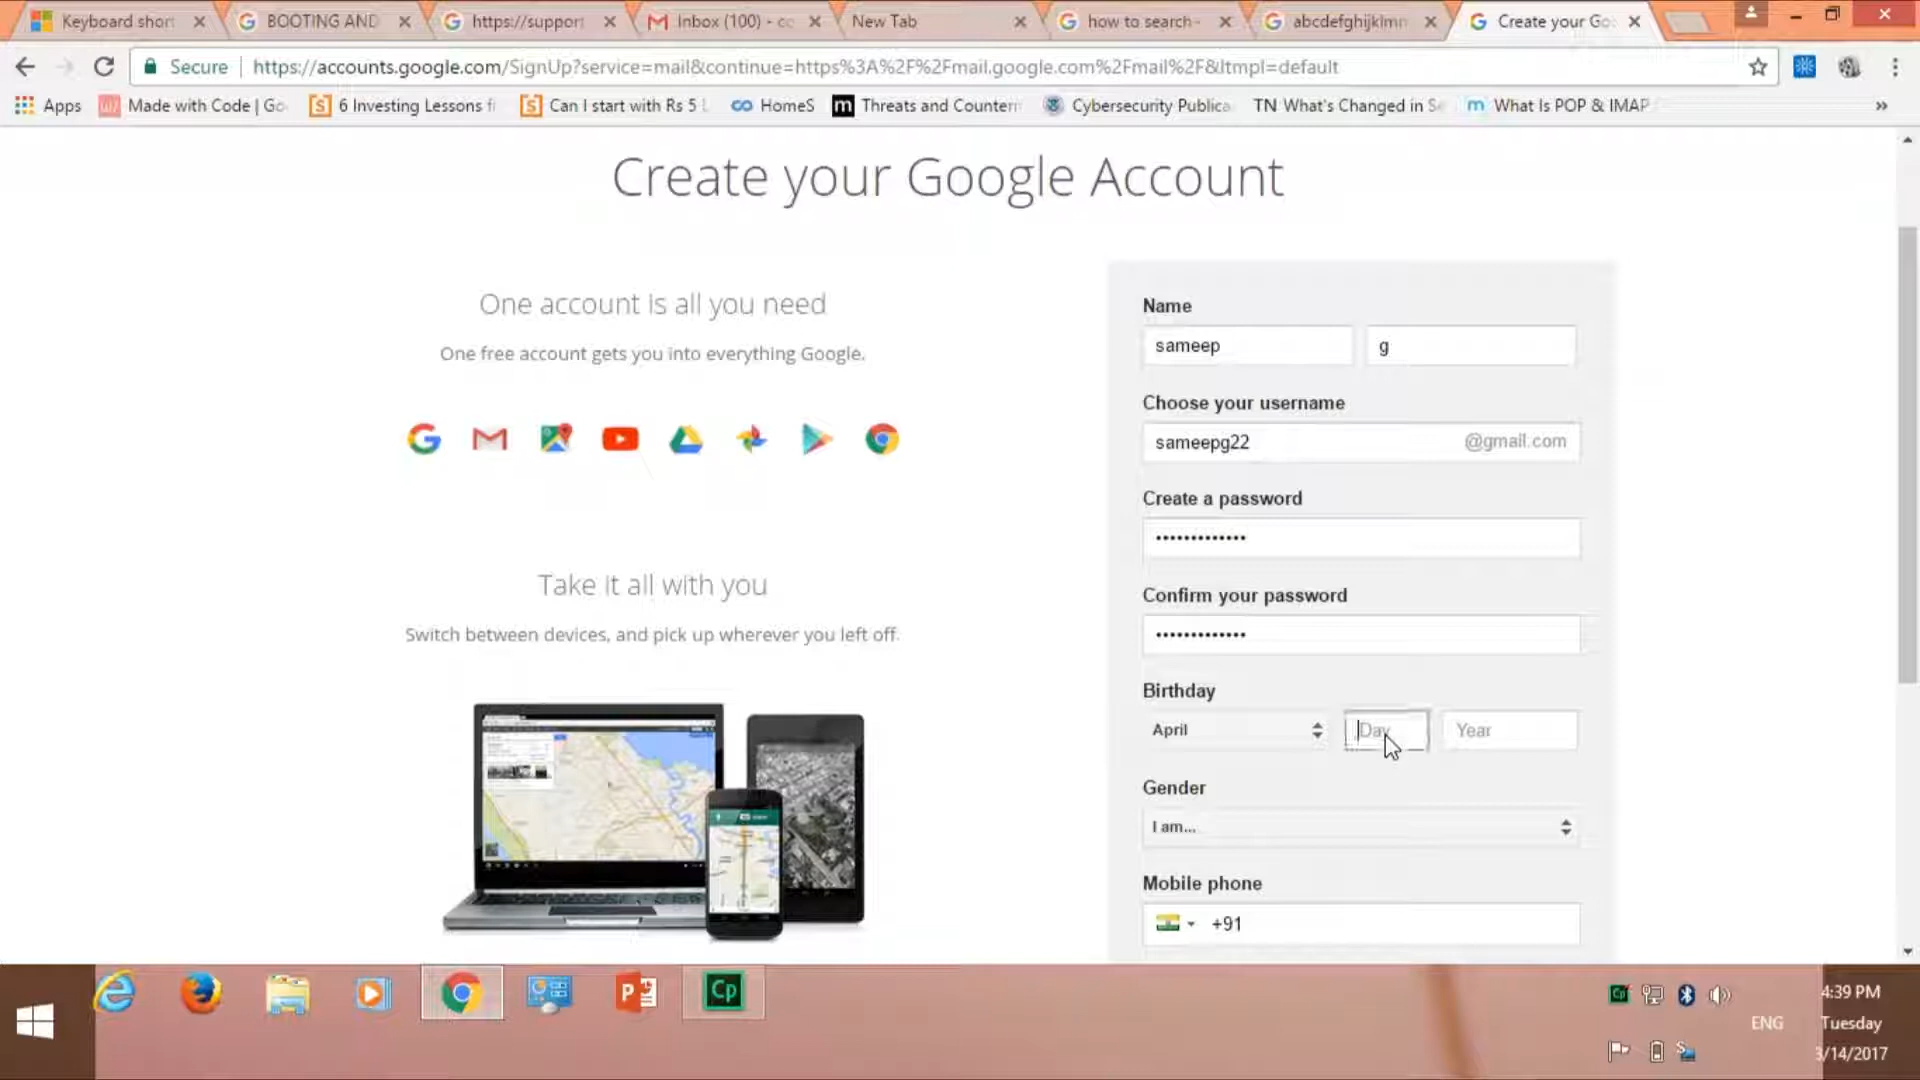 Keyboard short
BOOTING AND
https://support
Inbox (100) - co
New Tab
how to search -
abcdefghijklmn
Create your Go
Secure
https://accounts.google.com/SignUp?service=mail&continue=https%3A%2F%2Fmail.google.com%2Fmail%2F&ltmpl=default
Apps
Made with Code | Go
6 Investing Lessons f
Can I start with Rs 5
HomeS
Threats and Countern
Cybersecurity Publica
TN What's Changed in Se
What Is POP & IMAP
Create your Google Account
One account is all you need
One free account gets you into everything Google.
Take it all with you
Switch between devices, and pick up wherever you left off.
Name
sameep
g
Choose your username
sameepg22
@gmail.com
Create a password
•••••••••••••
Confirm your password
•••••••••••••
Birthday
April
Day
Year
Gender
I am...
Mobile phone
+91
4:39 PM
ENG
Tuesday
3/14/2017